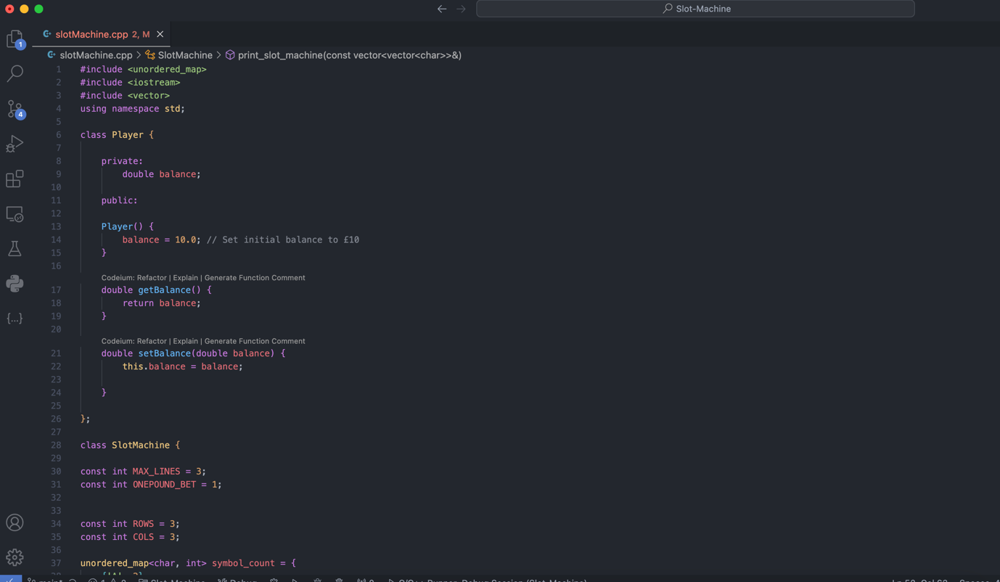 Slot-Machine
slotMachine.cpp 2, M
1
slotMachine.cpp > SlotMachine > print_slot_machine(const vector<vector<char>>&)
1 #include <unordered_map>
2 #include <iostream>
3 #include <vector>
4 using namespace std;
4
5
6 class Player {
7
8 private:
9 double balance;
10
11 public:
12
13 Player() {
14 balance = 10.0; // Set initial balance to £10
15 }
16
Codeium: Refactor | Explain | Generate Function Comment
17 double getBalance() {
18 return balance;
19 }
20
Codeium: Refactor | Explain | Generate Function Comment
21 double setBalance(double balance) {
22 this.balance = balance;
23
24 }
25
26 };
27
28 class SlotMachine {
29
30 const int MAX_LINES = 3;
31 const int ONEPOUND_BET = 1;
32
33
34 const int ROWS = 3;
35 const int COLS = 3;
36
37 unordered_map<char, int> symbol_count = {